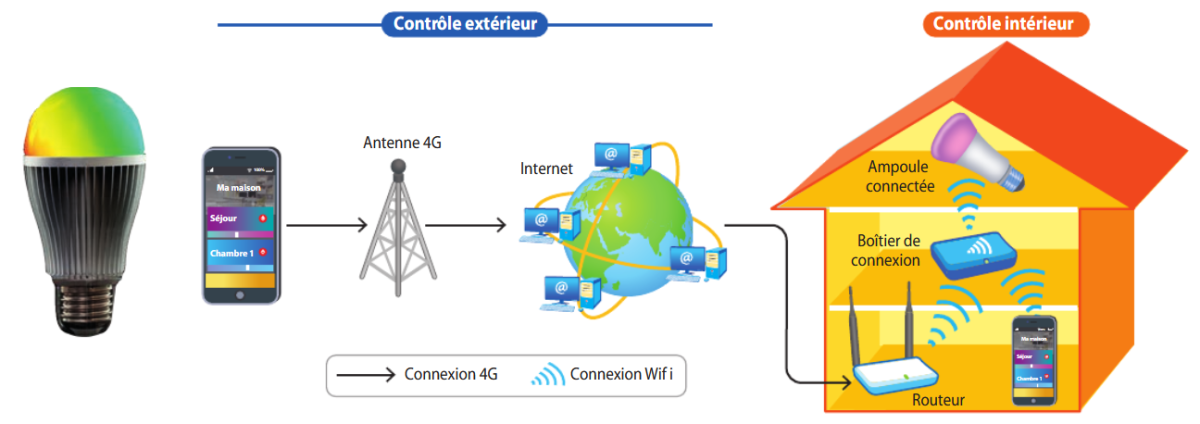 Contrôle extérieur
Contrôle intérieur
Antenne 4G
Internet
Ma maison
Séjour
Chambre 1
@
@
@
@
Ampoule
connectée
Boîtier de
connexion
Ma maison
Séjour
Chambre 1
Routeur
Connexion 4G
Connexion Wifi